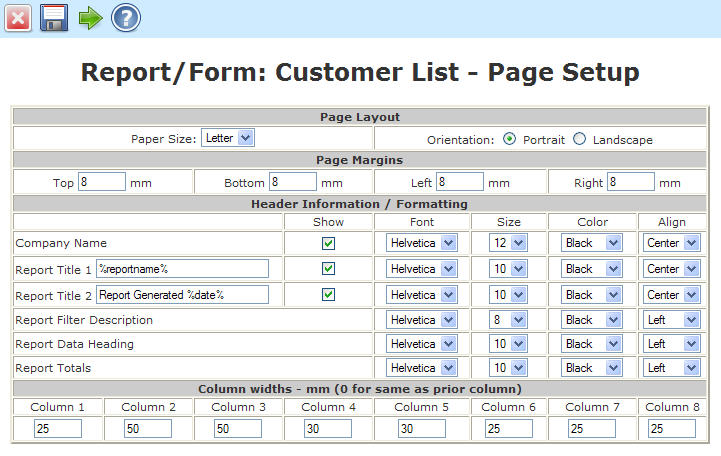 Report/Form: Customer List - Page Setup
Page Layout
Paper Size: Letter Orientation: Portrait Landscape
Page Margins
Top 8 mm Bottom 8 mm Left 8 mm Right 8 mm
Header Information / Formatting
Show Font Size Color Align
Company Name Helvetica 12 Black Center
Report Title 1 %reportname% Helvetica 10 Black Center
Report Title 2 Report Generated %date% Helvetica 10 Black Center
Report Filter Description Helvetica 8 Black Left
Report Data Heading Helvetica 10 Black Left
Report Totals Helvetica 10 Black Left
Column widths - mm (0 for same as prior column)
Column 1 Column 2 Column 3 Column 4 Column 5 Column 6 Column 7 Column 8
25 50 50 30 30 25 25 25